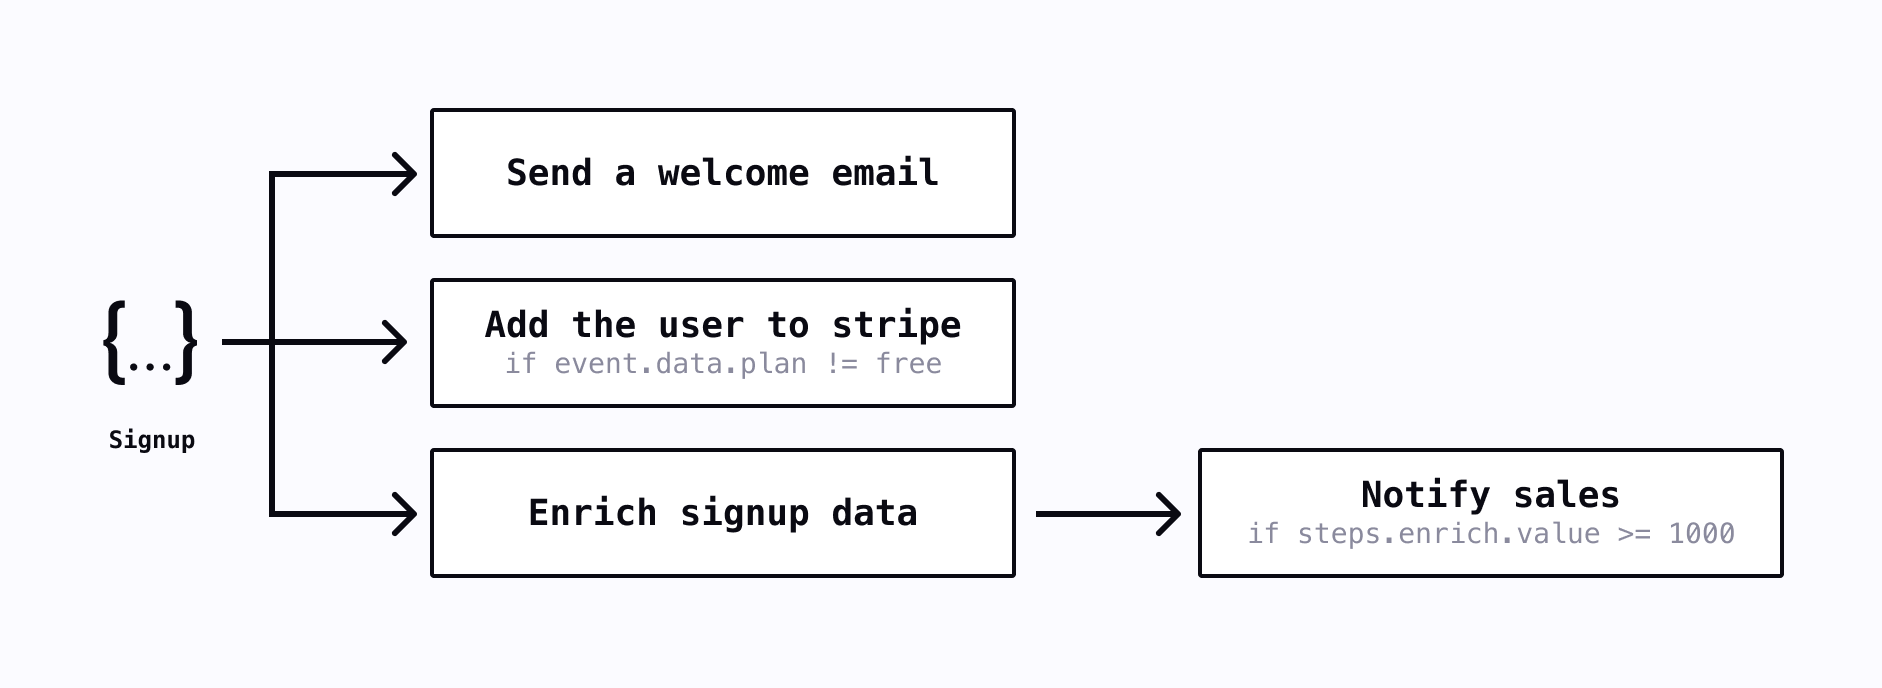 {...}
Signup
Send a welcome email
Add the user to stripe
if event.data.plan != free
Enrich signup data
Notify sales
if steps.enrich.value >= 1000